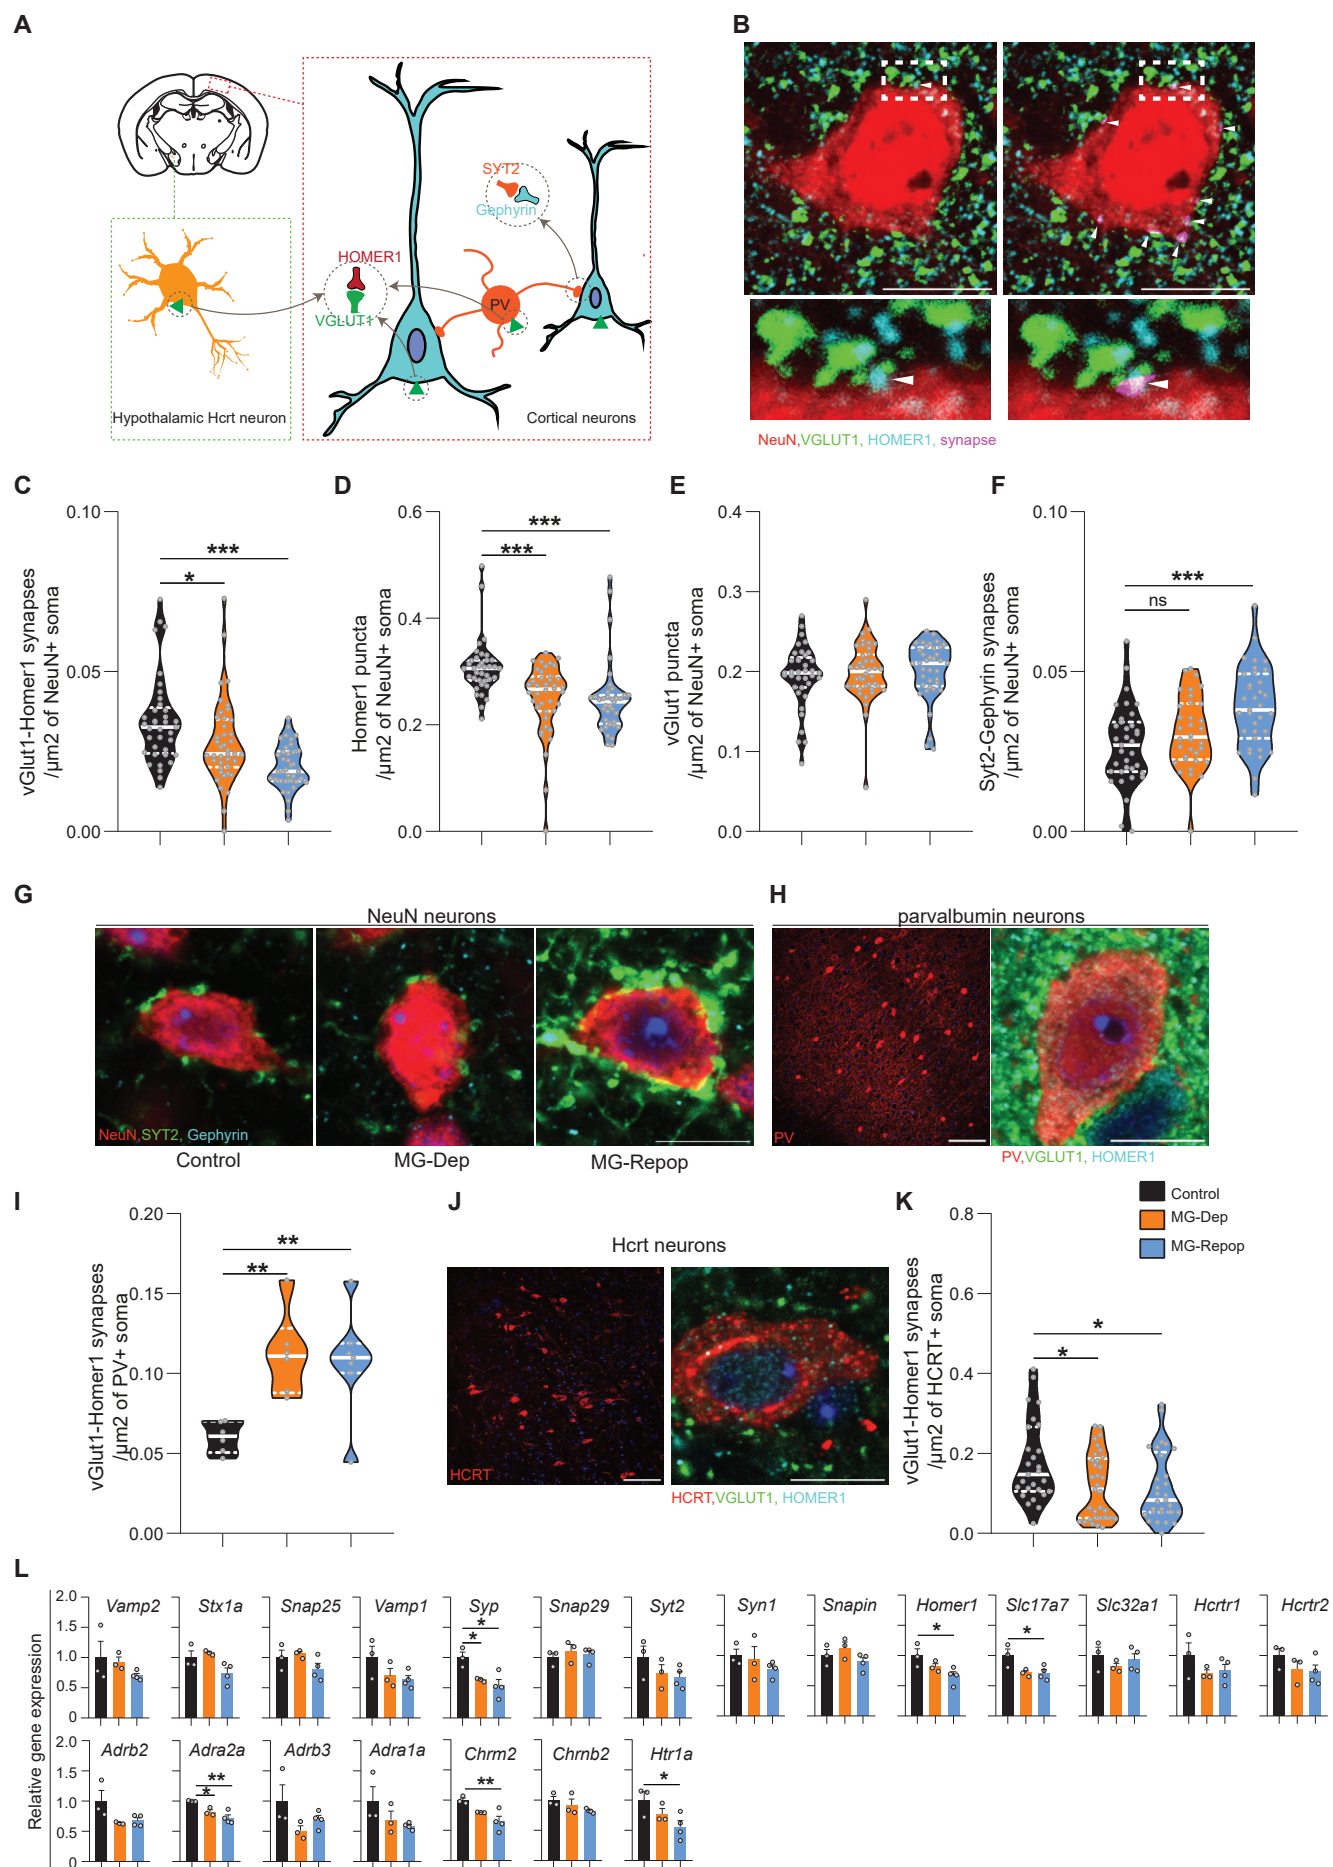 A
B
SYT2
Gephyrin
HOMER1
VGLUT1
PV
Hypothalamic Hcrt neuron
Cortical neurons
NeuN,VGLUT1, HOMER1, synapse
C
D
E
F
vGlut1-Homer1 synapses
/µm2 of NeuN+ soma
0.10
0.05
0.00
***
*
Homer1 puncta
/µm2 of NeuN+ soma
0.6
0.4
0.2
0.0
***
***
vGlut1 puncta
/µm2 of NeuN+ soma
0.4
0.3
0.2
0.1
0.0
Syt2-Gephyrin synapses
/µm2 of NeuN+ soma
0.10
0.05
0.00
***
ns
G
H
NeuN neurons
parvalbumin neurons
NeuN,SYT2, Gephyrin
PV
PV,VGLUT1, HOMER1
Control
MG-Dep
MG-Repop
I
J
K
vGlut1-Homer1 synapses
/µm2 of PV+ soma
0.20
0.15
0.10
0.05
0.00
**
**
Hcrt neurons
HCRT
HCRT,VGLUT1, HOMER1
Control
MG-Dep
MG-Repop
vGlut1-Homer1 synapses
/µm2 of HCRT+ soma
0.8
0.6
0.4
0.2
0.0
*
*
L
Relative gene expression
2.0
1.5
1.0
0.5
0
Vamp2
Stx1a
Snap25
Vamp1
Syp
*
*
Snap29
Syt2
Syn1
Snapin
Homer1
*
Slc17a7
*
Slc32a1
Hcrtr1
Hcrtr2
2.0
1.5
1.0
0.5
0
Adrb2
Adra2a
**
*
Adrb3
Adra1a
Chrm2
**
Chrnb2
Htr1a
*